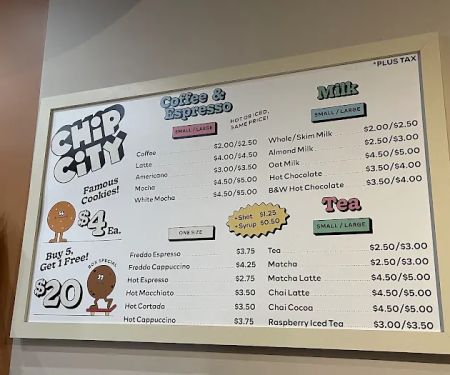 *PLUS TAX
CHIP
CITY
Famous
Cookies!
$4 Ea.
Buy 5,
Get 1 Free!
BOX SPECIAL
$20
Coffee &
Espresso
SMALL / LARGE
HOT OR ICED,
SAME PRICE!
Coffee $2.00/$2.50
Latte $4.00/$4.50
Americano $3.00/$3.50
Mocha $4.50/$5.00
White Mocha $4.50/$5.00
ONE SIZE
• Shot $1.25
• Syrup $0.50
Freddo Espresso $3.75
Freddo Cappuccino $4.25
Hot Espresso $2.75
Hot Macchiato $3.50
Hot Cortado $3.50
Hot Cappuccino $3.75
Milk
SMALL / LARGE
Whole/Skim Milk $2.00/$2.50
Almond Milk $2.50/$3.00
Oat Milk $4.50/$5.00
Hot Chocolate $3.50/$4.00
B&W Hot Chocolate $3.50/$4.00
Tea
SMALL / LARGE
Tea $2.50/$3.00
Matcha $2.50/$3.00
Matcha Latte $4.50/$5.00
Chai Latte $4.50/$5.00
Chai Cocoa $4.50/$5.00
Raspberry Iced Tea $3.00/$3.50